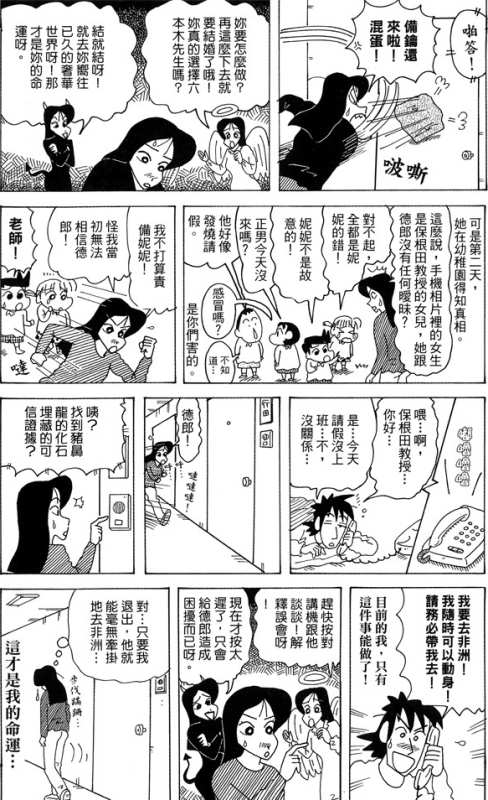 啪答！
備鑰還
來啦！
混蛋！
啵嘶
妳要怎麼做？
再這麼下去就
要結婚了哦！
妳真的選擇六
本木先生嗎？
結就結呀！
就去妳嚮往
已久的奢華
世界呀！那
才是妳的命
運呀。
可是第二天，
她在幼稚園得知真相。
這麼說，手機相片裡的女生
是保根田教授的女兒，她跟
德郎沒有任何曖昧？
對不起，
全都是妮
妮的錯！
妮妮不是故
意的！
正男今天沒
來嗎？
他好像
發燒請
假。
感冒嗎？
不知
道…
是你們害的。
我不打算責
備妮妮！
怪我當
初無法
相信德
郎！
老師！
噠
喂…啊，
保根田教授…
你好…
是…今天
請假沒上
班…不，
沒關係…
行田
德郎！
噠噠噠！
咦？
找到豬鼻
龍的化石
埋藏的可
信證據？
我要去非洲！
我隨時可以動身！
請務必帶我去！
目前的我，只有
這件事能做了！
趕快按對
講機跟他
談談！解
釋誤會呀
！
現在才按太
遲了，只會
給德郎造成
困擾而已呀。
對…只要我
退出，他就
能毫無牽掛
地去非洲…
步伐蹣跚…
這才是我的命運…